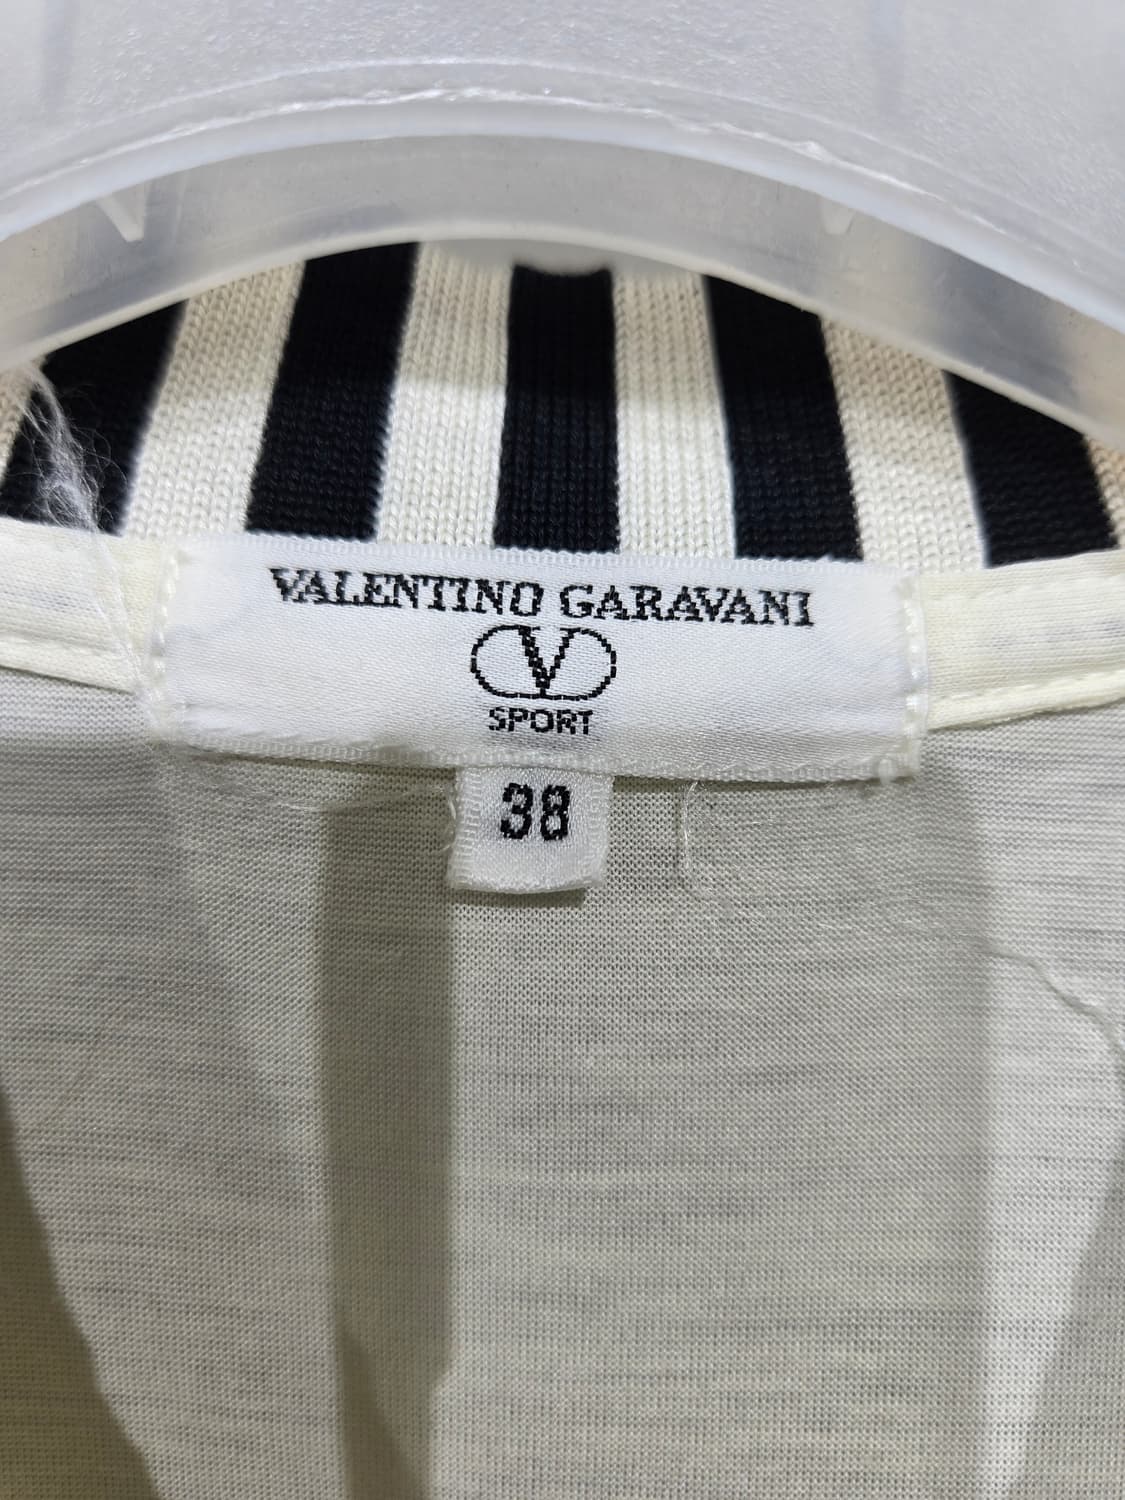 VALENTINO GARAVANI
V
SPORT
38